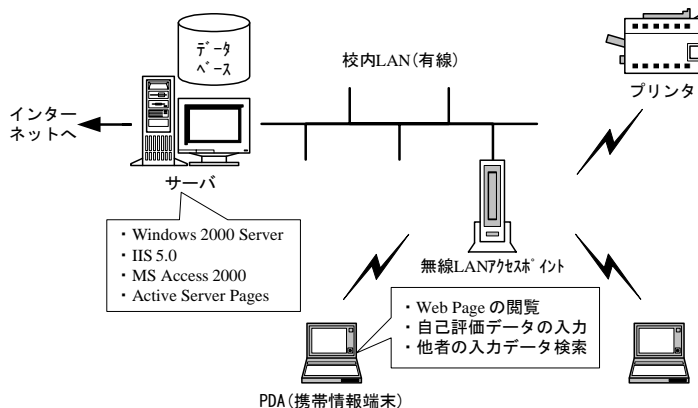 データ
ベース
校内LAN(有線)
プリンタ
インター
ネットへ
サーバ
・Windows 2000 Server
・IIS 5.0
・MS Access 2000
・Active Server Pages
無線LANアクセスポイント
・Web Page の閲覧
・自己評価データの入力
・他者の入力データ検索
PDA(携帯情報端末)